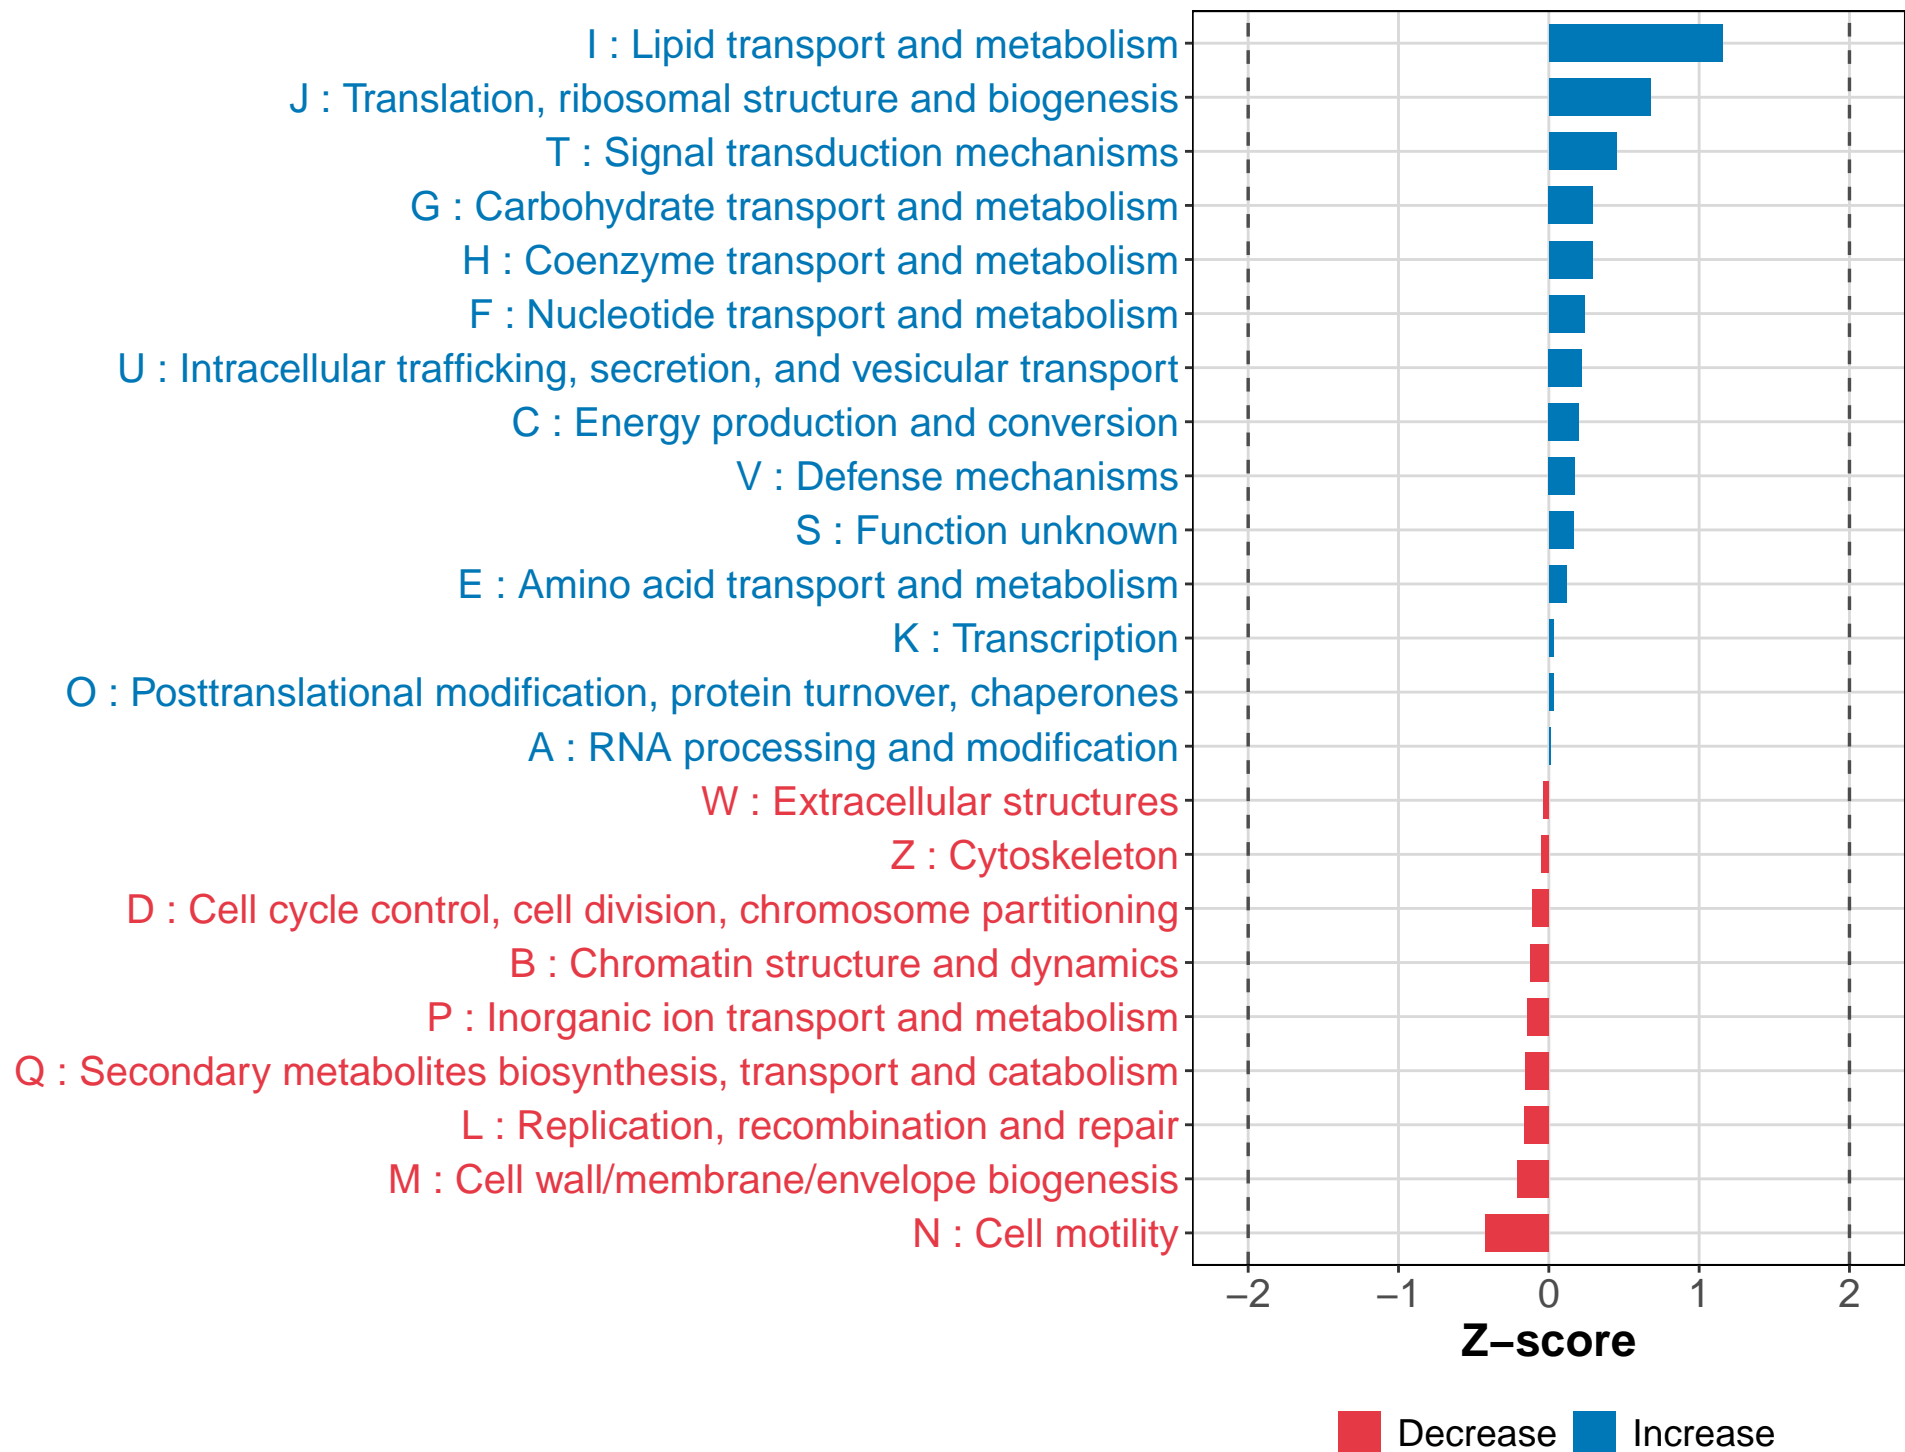 I : Lipid transport and metabolism
J : Translation, ribosomal structure and biogenesis
T : Signal transduction mechanisms
G : Carbohydrate transport and metabolism
H : Coenzyme transport and metabolism
F : Nucleotide transport and metabolism
U : Intracellular trafficking, secretion, and vesicular transport
C : Energy production and conversion
V : Defense mechanisms
S : Function unknown
E : Amino acid transport and metabolism
K : Transcription
O : Posttranslational modification, protein turnover, chaperones
A : RNA processing and modification
W : Extracellular structures
Z : Cytoskeleton
D : Cell cycle control, cell division, chromosome partitioning
B : Chromatin structure and dynamics
P : Inorganic ion transport and metabolism
Q : Secondary metabolites biosynthesis, transport and catabolism
L : Replication, recombination and repair
M : Cell wall/membrane/envelope biogenesis
N : Cell motility
−2 −1 0 1 2
Z−score
Decrease Increase